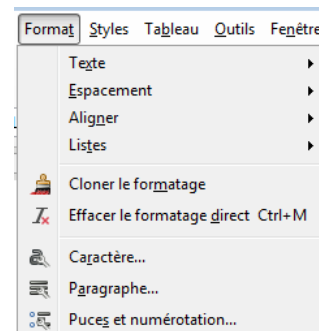 Format Styles Tableau Outils Fenêtre
Texte
Espacement
Aligner
Listes
Cloner le formatage
Effacer le formatage direct Ctrl+M
Caractère...
Paragraphe...
Puces et numérotation...